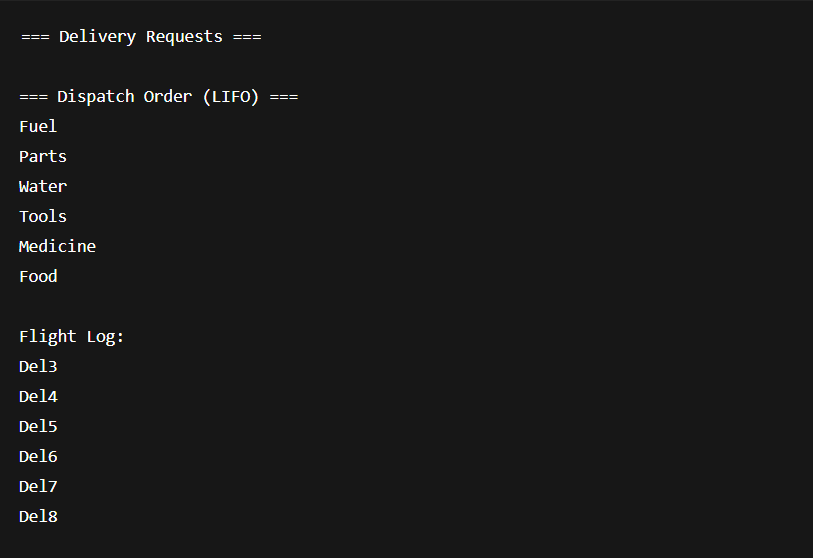 === Delivery Requests ===
=== Dispatch Order (LIFO) ===
Fuel
Parts
Water
Tools
Medicine
Food
Flight Log:
Del3
Del4
Del5
Del6
Del7
Del8